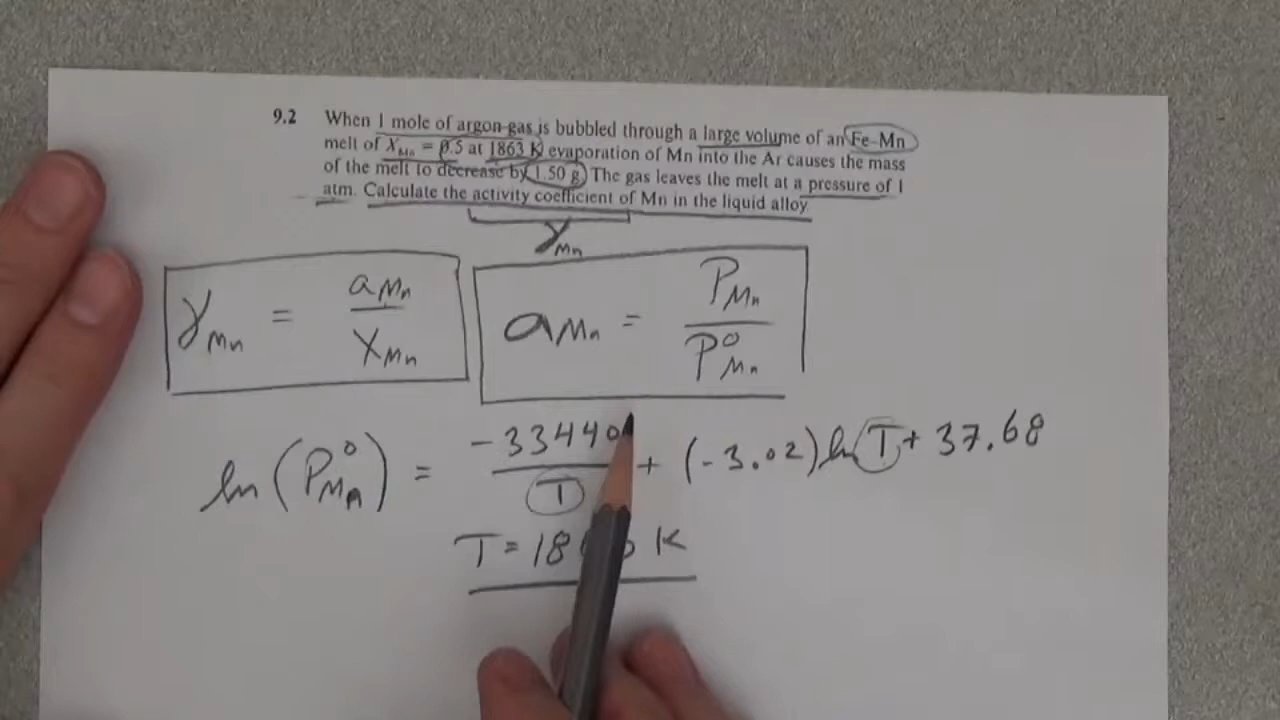 9.2 When 1 mole of argon gas is bubbled through a large volume of an Fe–Mn
melt of X_Mn = 0.5 at 1863 K evaporation of Mn into the Ar causes the mass
of the melt to decrease by 1.50 g. The gas leaves the melt at a pressure of 1
atm. Calculate the activity coefficient of Mn in the liquid alloy
γ_Mn
γ_Mn = a_Mn / X_Mn
a_Mn = P_Mn / P°_Mn
ln(P°_Mn) = -33440 / T + (-3.02) ln T + 37.68
T = 18 K